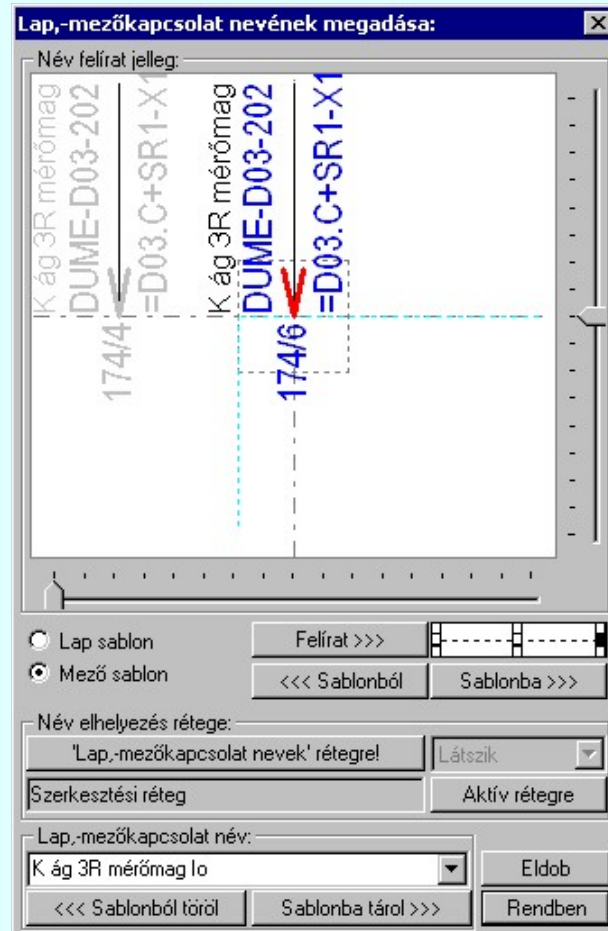 Lap,-mezőkapcsolat nevének megadása:
Név felírat jelleg:
K ág 3R mérőmag
DUME-D03-202
=D03.C+SR1-X1
174/4
K ág 3R mérőmag
DUME-D03-202
=D03.C+SR1-X1
174/6
Lap sablon
Felírat >>>
Mező sablon
<<< Sablonból
Sablonba >>>
Név elhelyezés rétege:
'Lap,-mezőkapcsolat nevek' rétegre!
Látszik
Szerkesztési réteg
Aktív rétegre
Lap,-mezőkapcsolat név:
K ág 3R mérőmag Io
Eldob
<<< Sablonból töröl
Sablonba tárol >>>
Rendben